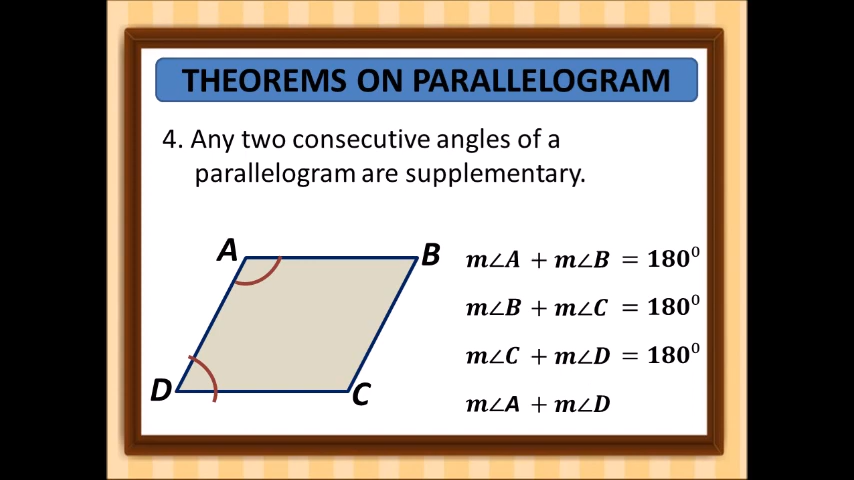 THEOREMS ON PARALLELOGRAM
4. Any two consecutive angles of a
parallelogram are supplementary.
A
B
D
C
m∠A + m∠B = 180⁰
m∠B + m∠C = 180⁰
m∠C + m∠D = 180⁰
m∠A + m∠D